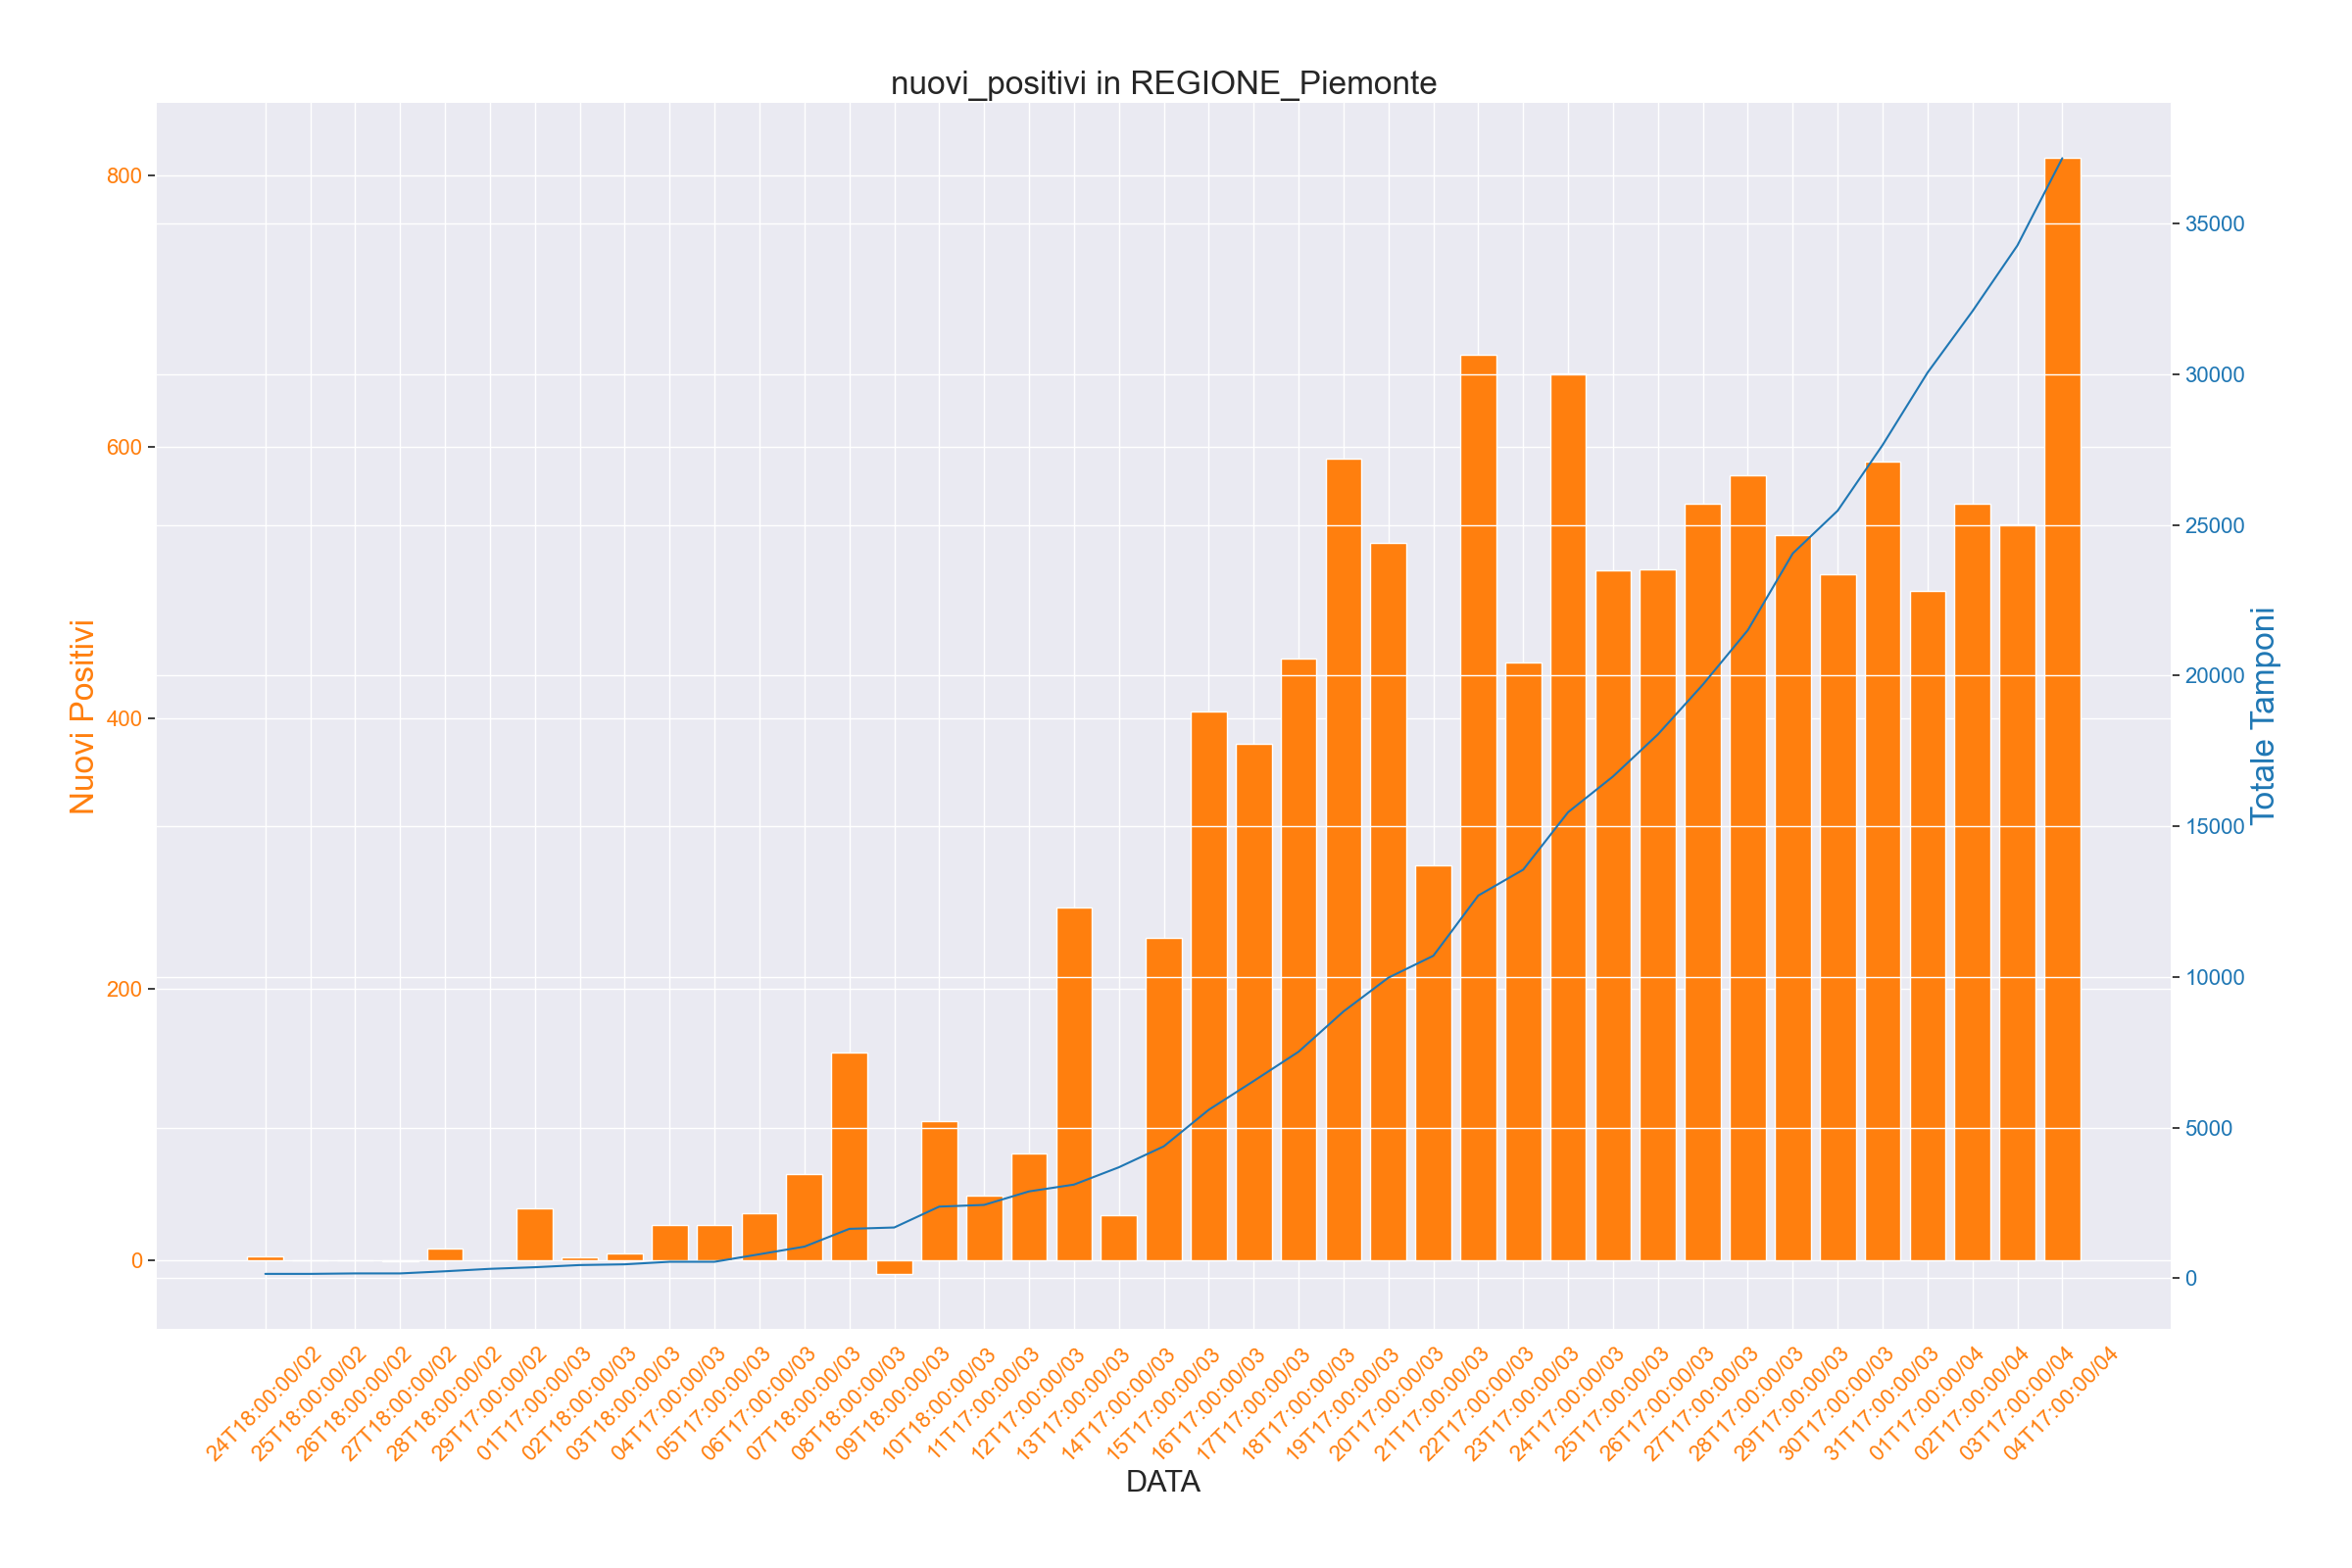 nuovi_positivi in REGIONE_Piemonte
800
600
400
200
0
Nuovi Positivi
35000
30000
25000
20000
15000
10000
5000
0
Totale Tamponi
24T18:00:00/02
25T18:00:00/02
26T18:00:00/02
27T18:00:00/02
28T18:00:00/02
29T17:00:00/02
01T17:00:00/03
02T18:00:00/03
03T18:00:00/03
04T17:00:00/03
05T17:00:00/03
06T17:00:00/03
07T18:00:00/03
08T18:00:00/03
09T18:00:00/03
10T18:00:00/03
11T17:00:00/03
12T17:00:00/03
13T17:00:00/03
14T17:00:00/03
15T17:00:00/03
16T17:00:00/03
17T17:00:00/03
18T17:00:00/03
19T17:00:00/03
20T17:00:00/03
21T17:00:00/03
22T17:00:00/03
23T17:00:00/03
24T17:00:00/03
25T17:00:00/03
26T17:00:00/03
27T17:00:00/03
28T17:00:00/03
29T17:00:00/03
30T17:00:00/03
31T17:00:00/03
01T17:00:00/04
02T17:00:00/04
03T17:00:00/04
04T17:00:00/04
DATA